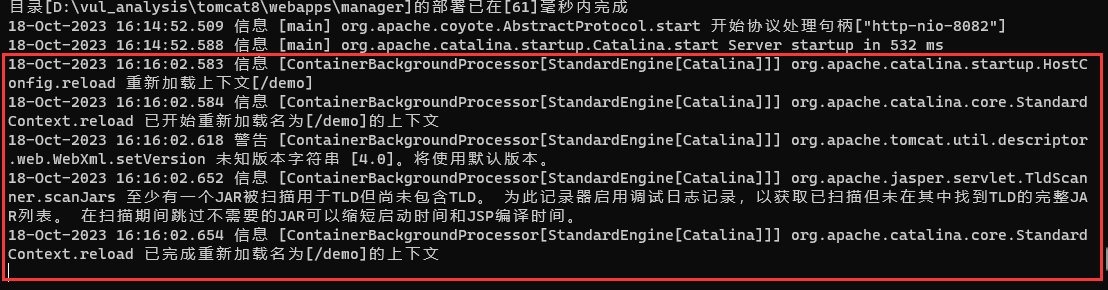 目录[D:\vul_analysis\tomcat8\webapps\manager]的部署已在[61]毫秒内完成
18-Oct-2023 16:14:52.509 信息 [main] org.apache.coyote.AbstractProtocol.start 开始协议处理句柄["http-nio-8082"]
18-Oct-2023 16:14:52.588 信息 [main] org.apache.catalina.startup.Catalina.start Server startup in 532 ms
18-Oct-2023 16:16:02.583 信息 [ContainerBackgroundProcessor[StandardEngine[Catalina]]] org.apache.catalina.startup.HostC
onfig.reload 重新加载上下文[/demo]
18-Oct-2023 16:16:02.584 信息 [ContainerBackgroundProcessor[StandardEngine[Catalina]]] org.apache.catalina.core.Standard
Context.reload 已开始重新加载名为[/demo]的上下文
18-Oct-2023 16:16:02.618 警告 [ContainerBackgroundProcessor[StandardEngine[Catalina]]] org.apache.tomcat.util.descriptor
.web.WebXml.setVersion 未知版本字符串 [4.0]。将使用默认版本。
18-Oct-2023 16:16:02.652 信息 [ContainerBackgroundProcessor[StandardEngine[Catalina]]] org.apache.jasper.servlet.TldScan
ner.scanJars 至少有一个JAR被扫描用于TLD但尚未包含TLD。 为此记录器启用调试日志记录，以获取已扫描但未在其中找到TLD的完整JA
R列表。 在扫描期间跳过不需要的JAR可以缩短启动时间和JSP编译时间。
18-Oct-2023 16:16:02.654 信息 [ContainerBackgroundProcessor[StandardEngine[Catalina]]] org.apache.catalina.core.Standard
Context.reload 已完成重新加载名为[/demo]的上下文